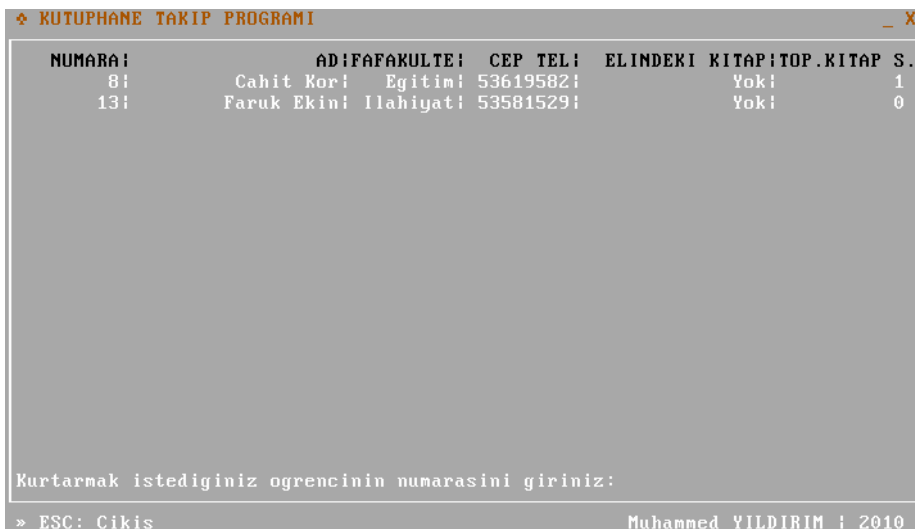 KUTUPHANE TAKIP PROGRAMI _ X
NUMARA¦ AD¦FAFAKULTE¦ CEP TEL¦ ELINDEKI KITAP¦TOP.KITAP S.
8¦ Cahit Kor¦ Egitim¦ 53619582¦ Yok¦ 1
13¦ Faruk Ekin¦ Ilahiyat¦ 53581529¦ Yok¦ 0
Kurtarmak istediginiz ogrencinin numarasini giriniz:
» ESC: Cikis Muhammed YILDIRIM ¦ 2010